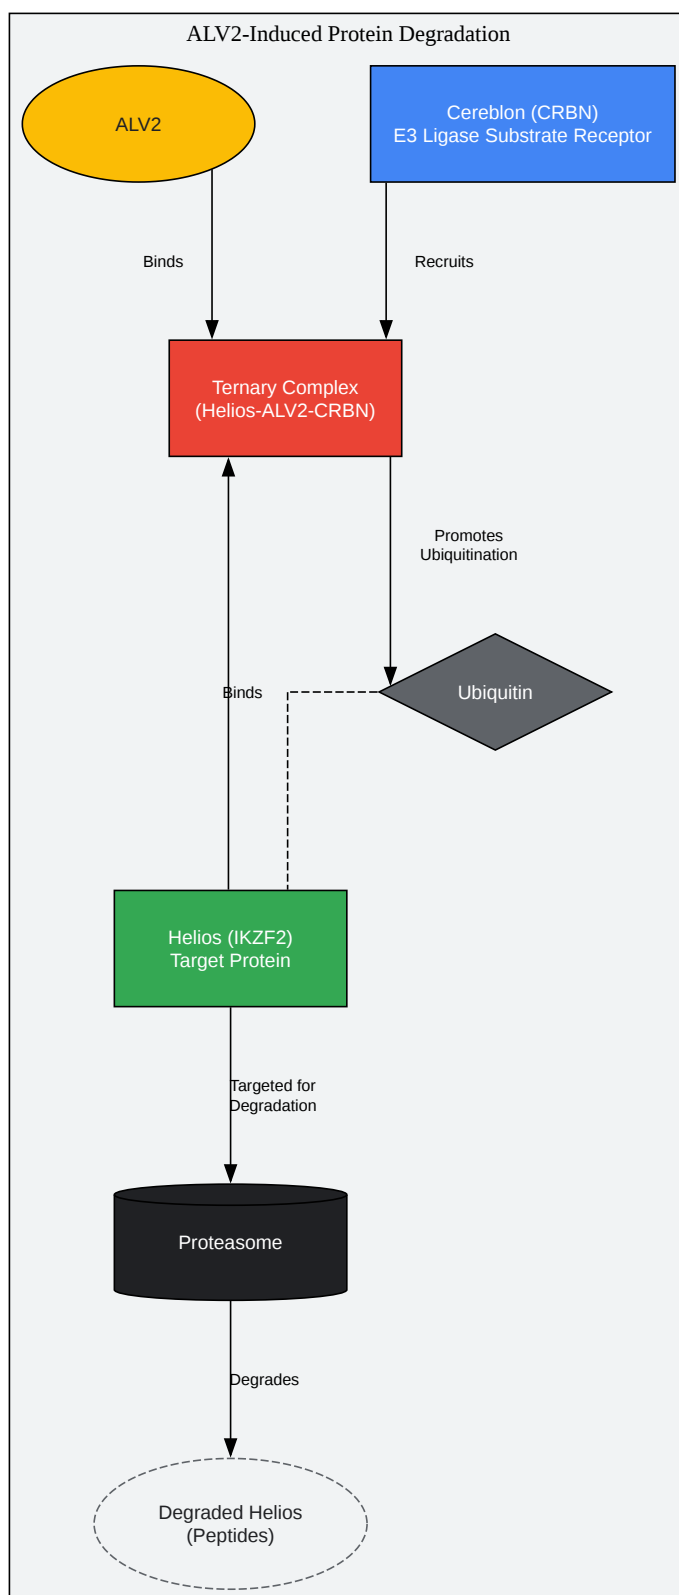 ALV2-Induced Protein Degradation
ALV2
Cereblon (CRBN)
E3 Ligase Substrate Receptor
Binds
Recruits
Ternary Complex
(Helios-ALV2-CRBN)
Promotes
Ubiquitination
Binds
Ubiquitin
Helios (IKZF2)
Target Protein
Targeted for
Degradation
Proteasome
Degrades
Degraded Helios
(Peptides)